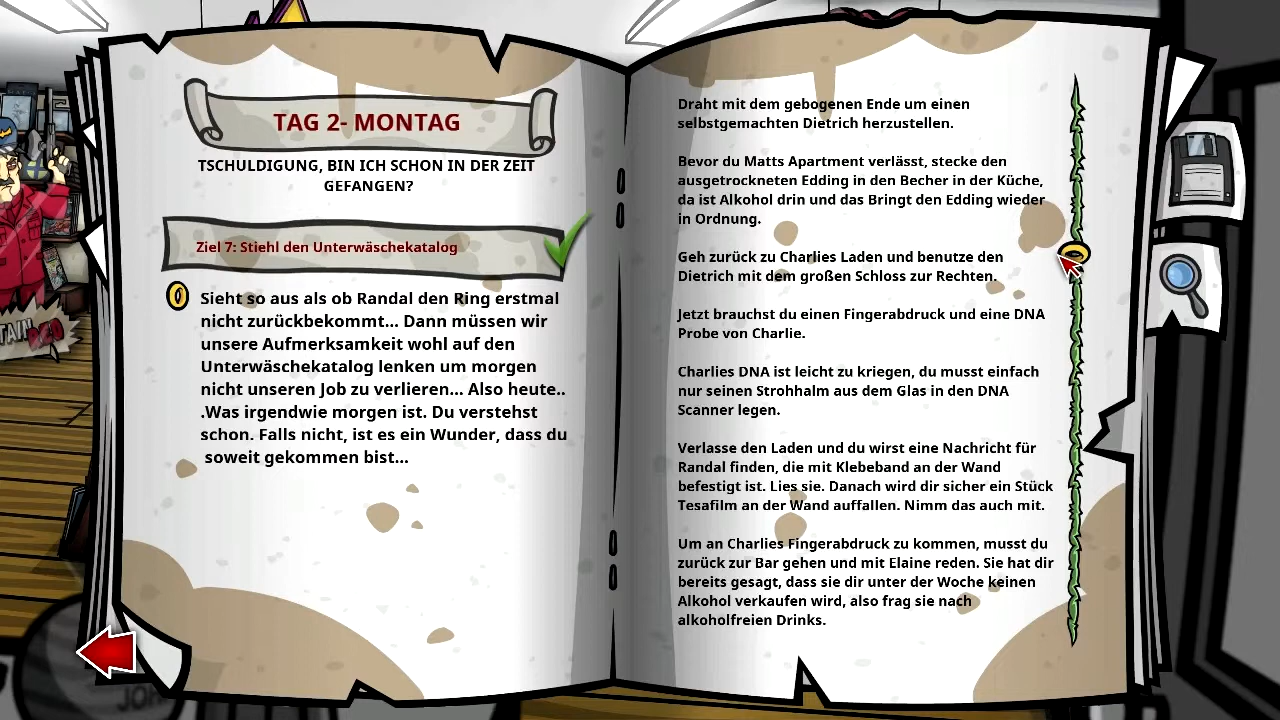 TAG 2- MONTAG
TSCHULDIGUNG, BIN ICH SCHON IN DER ZEIT
GEFANGEN?
Ziel 7: Stiehl den Unterwäschekatalog
Sieht so aus als ob Randal den Ring erstmal
nicht zurückbekommt... Dann müssen wir
unsere Aufmerksamkeit wohl auf den
Unterwäschekatalog lenken um morgen
nicht unseren Job zu verlieren... Also heute..
.Was irgendwie morgen ist. Du verstehst
schon. Falls nicht, ist es ein Wunder, dass du
soweit gekommen bist...
Draht mit dem gebogenen Ende um einen
selbstgemachten Dietrich herzustellen.
Bevor du Matts Apartment verlässt, stecke den
ausgetrockneten Edding in den Becher in der Küche,
da ist Alkohol drin und das Bringt den Edding wieder
in Ordnung.
Geh zurück zu Charlies Laden und benutze den
Dietrich mit dem großen Schloss zur Rechten.
Jetzt brauchst du einen Fingerabdruck und eine DNA
Probe von Charlie.
Charlies DNA ist leicht zu kriegen, du musst einfach
nur seinen Strohhalm aus dem Glas in den DNA
Scanner legen.
Verlasse den Laden und du wirst eine Nachricht für
Randal finden, die mit Klebeband an der Wand
befestigt ist. Lies sie. Danach wird dir sicher ein Stück
Tesafilm an der Wand auffallen. Nimm das auch mit.
Um an Charlies Fingerabdruck zu kommen, musst du
zurück zur Bar gehen und mit Elaine reden. Sie hat dir
bereits gesagt, dass sie dir unter der Woche keinen
Alkohol verkaufen wird, also frag sie nach
alkoholfreien Drinks.